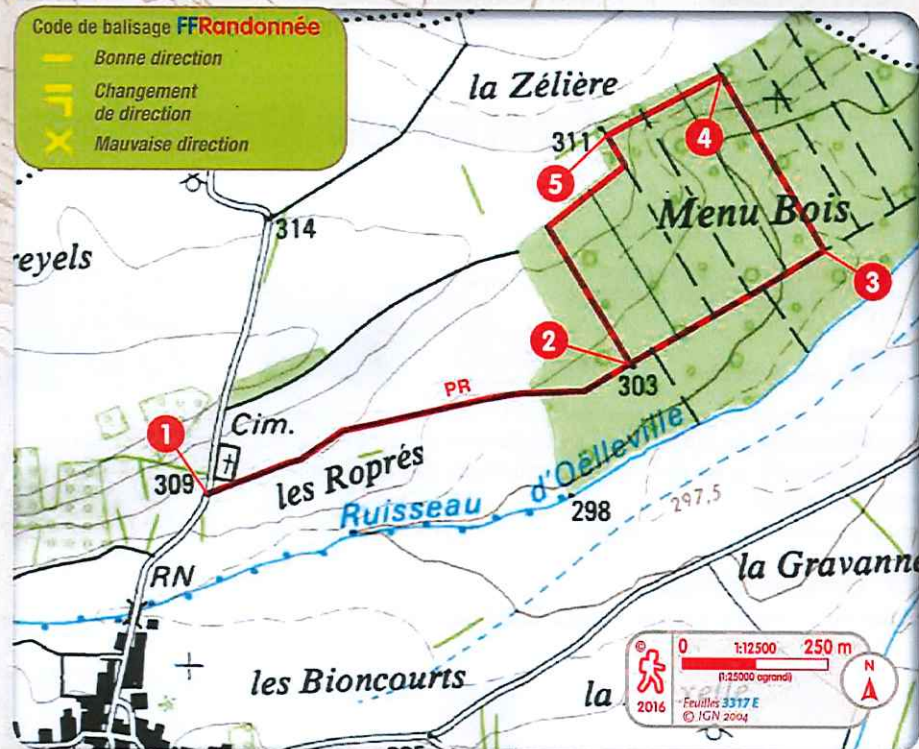 Code de balisage FFRandonnée
Bonne direction
Changement
de direction
Mauvaise direction
la Zélière
311
4
5
314
Menu Bois
eyels
3
2
303
PR
1
Cim.
309
les Roprés
Ruisseau d'Oëlleville
298
297,5
RN
la Gravann
les Bioncourts
la
0 1:12500 250 m
(1:25000 agrandi)
©
2016
Feuilles 3317 E
© IGN 2004
N